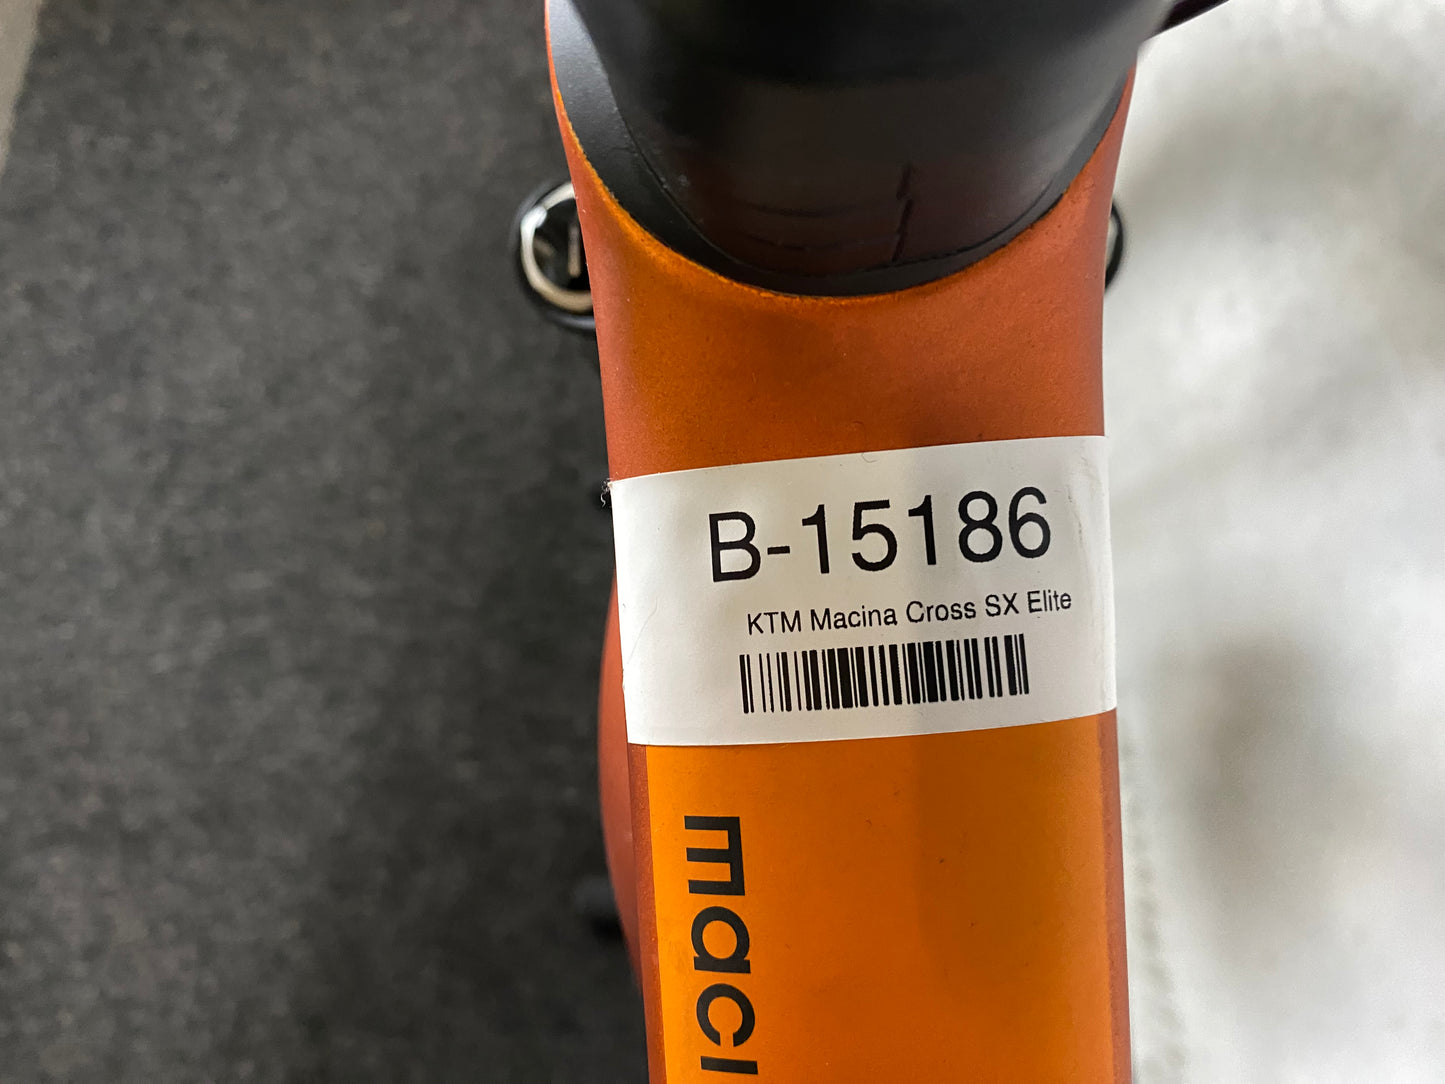 B-15186
KTM Macina Cross SX Elite
maci